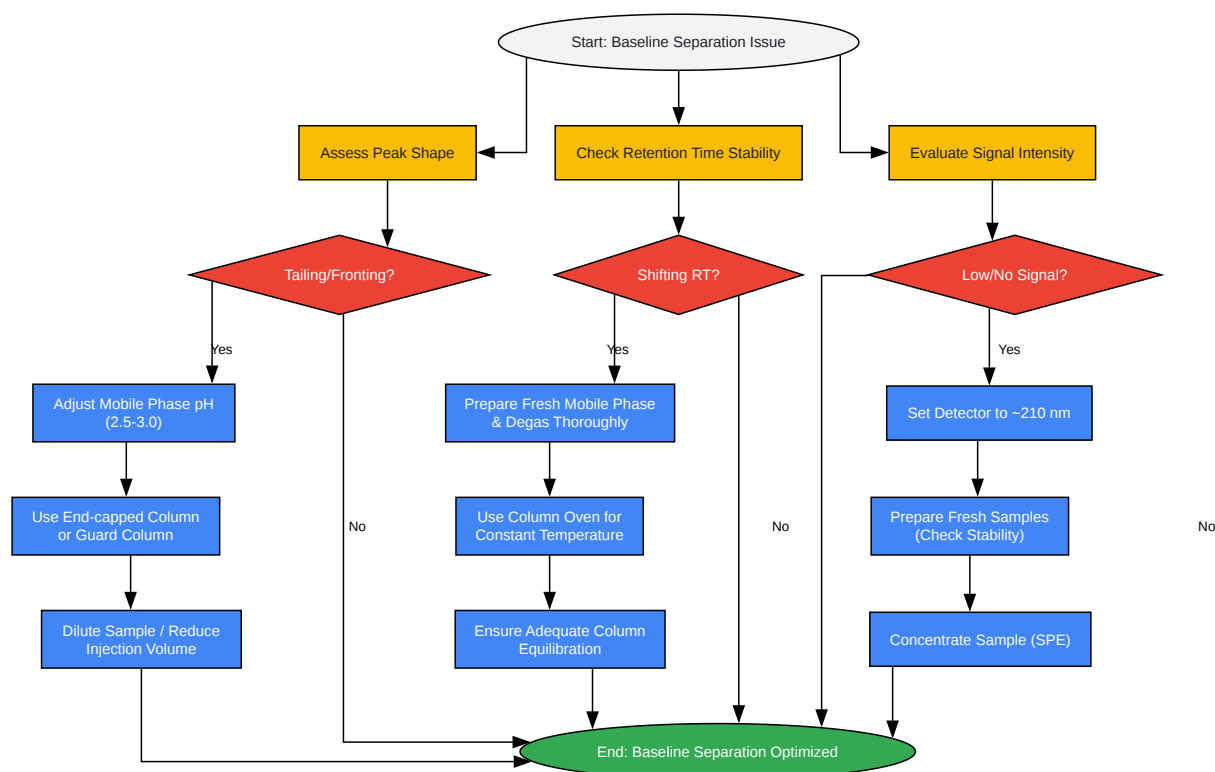 Start: Baseline Separation Issue
Assess Peak Shape
Check Retention Time Stability
Evaluate Signal Intensity
Tailing/Fronting?
Shifting RT?
Low/No Signal?
Yes
Yes
Yes
Adjust Mobile Phase pH
(2.5-3.0)
Prepare Fresh Mobile Phase
& Degas Thoroughly
Set Detector to ~210 nm
Use End-capped Column
or Guard Column
No
Use Column Oven for
Constant Temperature
No
Prepare Fresh Samples
(Check Stability)
No
Dilute Sample / Reduce
Injection Volume
Ensure Adequate Column
Equilibration
Concentrate Sample (SPE)
End: Baseline Separation Optimized